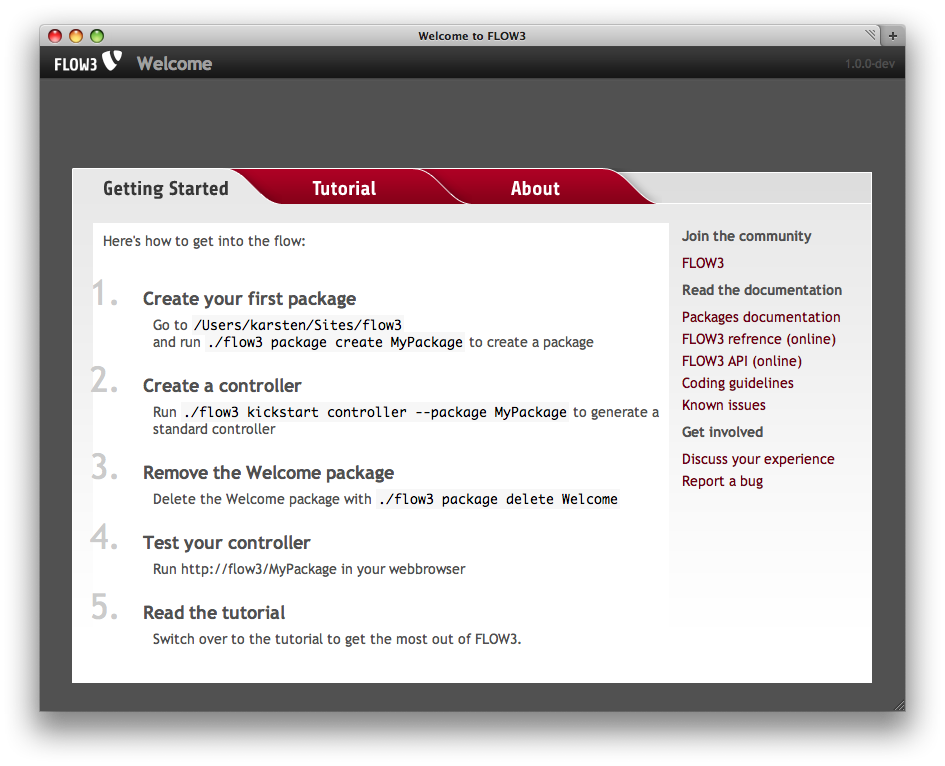 Welcome to FLOW3
+
FLOW3 Welcome
1.0.0-dev
Getting Started
Tutorial
About
Here's how to get into the flow:
1. Create your first package
Go to /Users/karsten/Sites/flow3
and run ./flow3 package create MyPackage to create a package
2. Create a controller
Run ./flow3 kickstart controller --package MyPackage to generate a
standard controller
3. Remove the Welcome package
Delete the Welcome package with ./flow3 package delete Welcome
4. Test your controller
Run http://flow3/MyPackage in your webbrowser
5. Read the tutorial
Switch over to the tutorial to get the most out of FLOW3.
Join the community
FLOW3
Read the documentation
Packages documentation
FLOW3 refrence (online)
FLOW3 API (online)
Coding guidelines
Known issues
Get involved
Discuss your experience
Report a bug